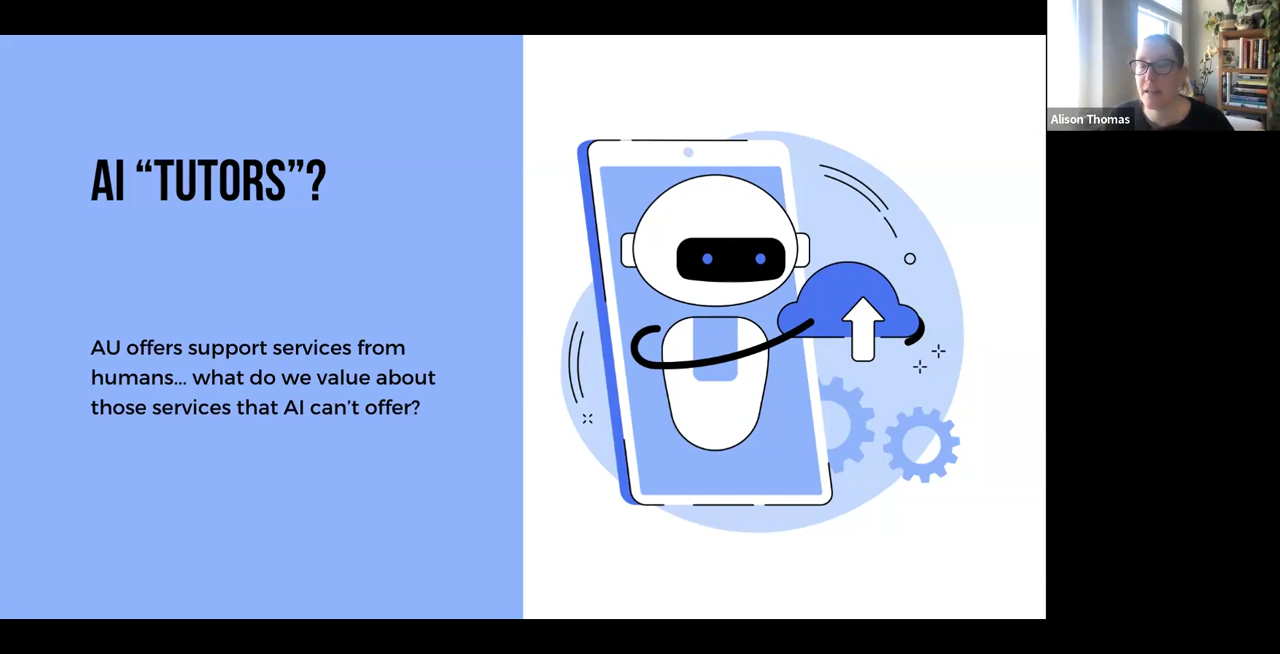 AI “TUTORS”?
AU offers support services from
humans... what do we value about
those services that AI can’t offer?
Alison Thomas